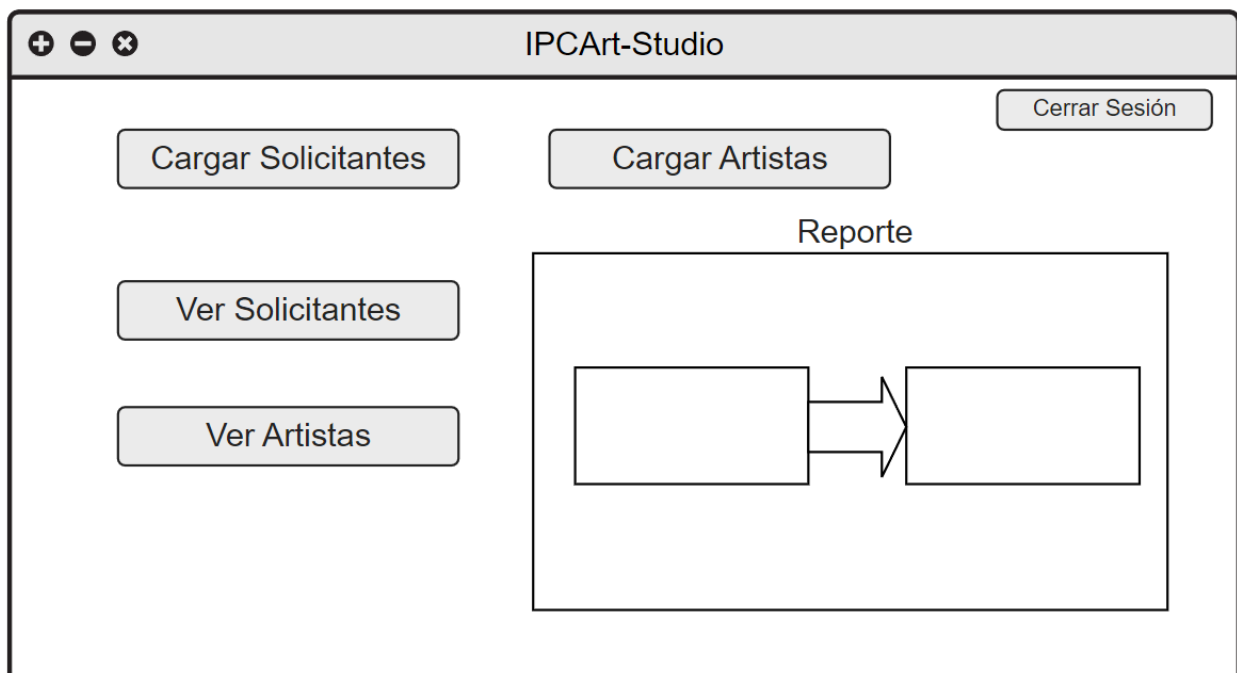 IPCArt-Studio
Cerrar Sesión
Cargar Solicitantes
Cargar Artistas
Reporte
Ver Solicitantes
Ver Artistas